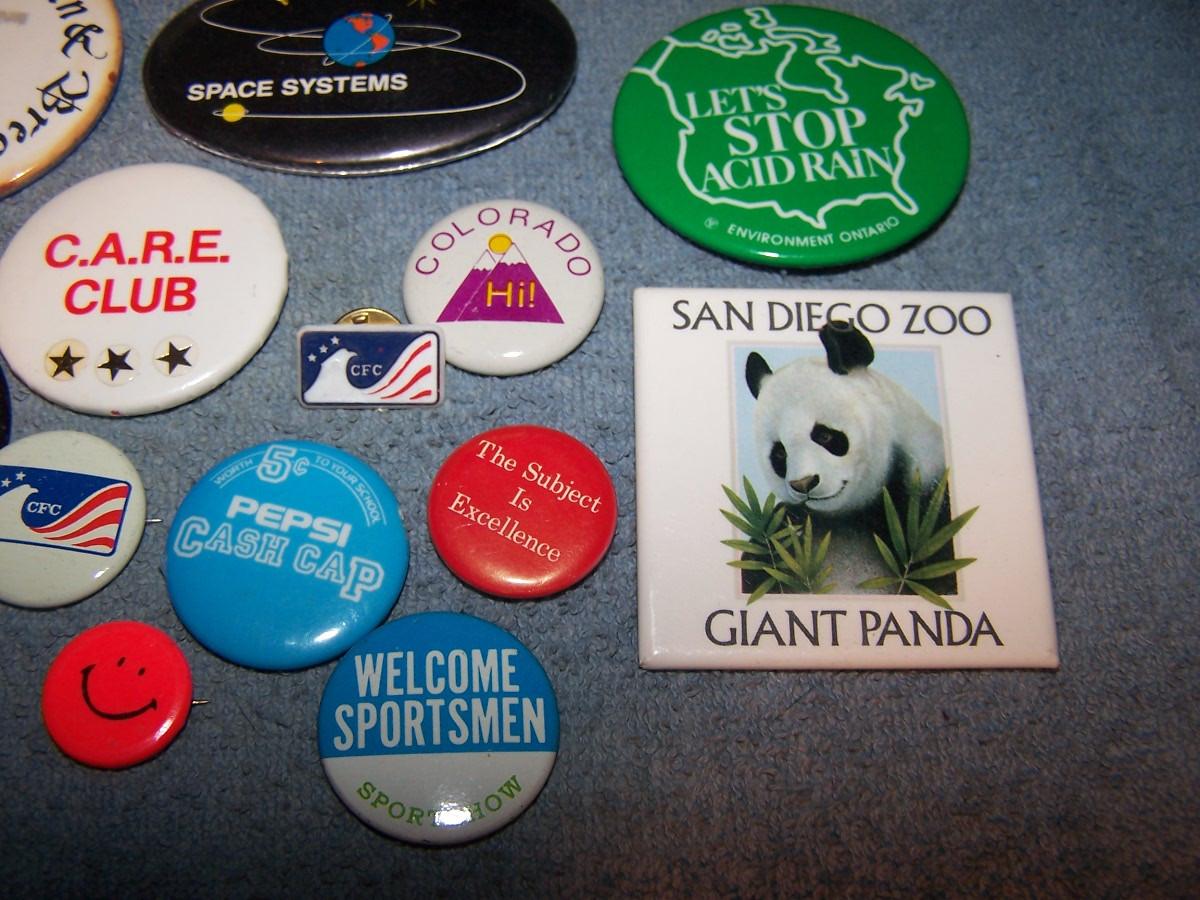 n & Brea
SPACE SYSTEMS
LET'S
STOP
ACID RAIN
ENVIRONMENT ONTARIO
C.A.R.E.
CLUB
COLORADO
Hi!
CFC
SAN DIEGO ZOO
GIANT PANDA
CFC
WORTH 5¢ TO YOUR SCHOOL
PEPSI
CASH CAP
The Subject
Is
Excellence
WELCOME
SPORTSMEN